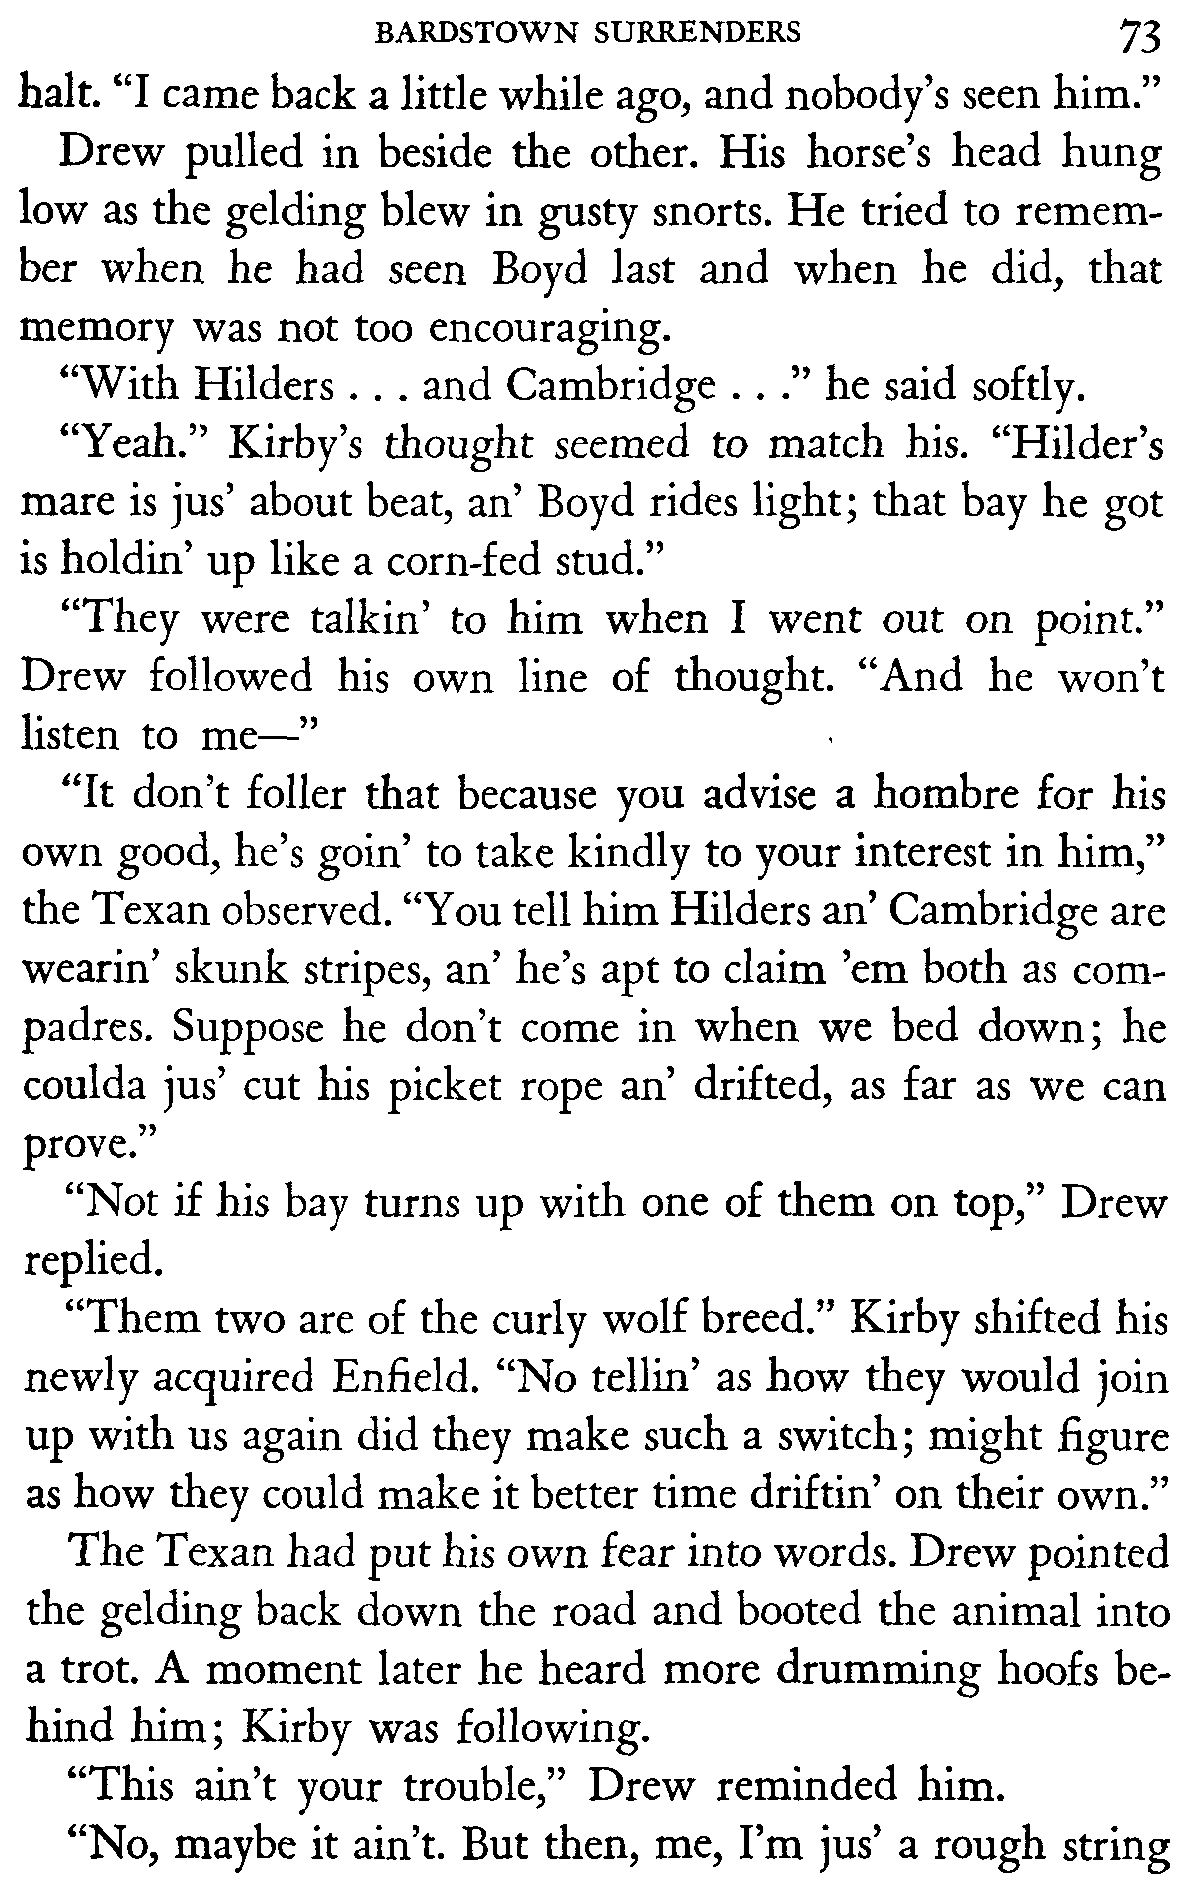 BARDSTOWN SURRENDERS 73
halt. “I came back a little while ago, and nobody’s seen him.”
Drew pulled in beside the other. His horse’s head hung
low as the gelding blew in gusty snorts. He tried to remem-
ber when he had seen Boyd last and when he did, that
memory was not too encouraging.
“With Hilders . . . and Cambridge . . .” he said softly.
“Yeah.” Kirby’s thought seemed to match his. “Hilder’s
mare is jus’ about beat, an’ Boyd rides light; that bay he got
is holdin’ up like a corn-fed stud.”
“They were talkin’ to him when I went out on point.”
Drew followed his own line of thought. “And he won’t
listen to me—”
“It don’t foller that because you advise a hombre for his
own good, he’s goin’ to take kindly to your interest in him,”
the Texan observed. “You tell him Hilders an’ Cambridge are
wearin’ skunk stripes, an’ he’s apt to claim ’em both as com-
padres. Suppose he don’t come in when we bed down; he
coulda jus’ cut his picket rope an’ drifted, as far as we can
prove.”
“Not if his bay turns up with one of them on top,” Drew
replied.
“Them two are of the curly wolf breed.” Kirby shifted his
newly acquired Enfield. “No tellin’ as how they would join
up with us again did they make such a switch; might figure
as how they could make it better time driftin’ on their own.”
The Texan had put his own fear into words. Drew pointed
the gelding back down the road and booted the animal into
a trot. A moment later he heard more drumming hoofs be-
hind him; Kirby was following.
“This ain’t your trouble,” Drew reminded him.
“No, maybe it ain’t. But then, me, I’m jus’ a rough string